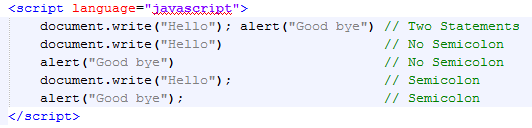 <script language="javascript">
document.write("Hello"); alert("Good bye") // Two Statements
document.write("Hello") // No Semicolon
alert("Good bye") // No Semicolon
document.write("Hello"); // Semicolon
alert("Good bye"); // Semicolon
</script>